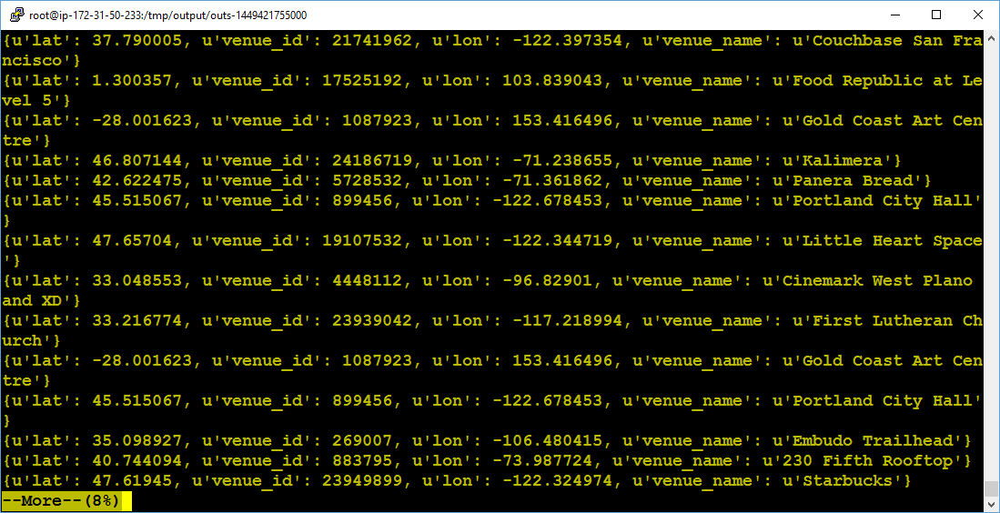 root@ip-172-31-50-233:/tmp/output/outs-1449421755000
{u'lat': 37.790005, u'venue_id': 21741962, u'lon': -122.397354, u'venue_name': u'Couchbase San Fra
ncisco'}
{u'lat': 1.300357, u'venue_id': 17525192, u'lon': 103.839043, u'venue_name': u'Food Republic at Le
vel 5'}
{u'lat': -28.001623, u'venue_id': 1087923, u'lon': 153.416496, u'venue_name': u'Gold Coast Art Cen
tre'}
{u'lat': 46.807144, u'venue_id': 24186719, u'lon': -71.238655, u'venue_name': u'Kalimera'}
{u'lat': 42.622475, u'venue_id': 5728532, u'lon': -71.361862, u'venue_name': u'Panera Bread'}
{u'lat': 45.515067, u'venue_id': 899456, u'lon': -122.678453, u'venue_name': u'Portland City Hall'
}
{u'lat': 47.65704, u'venue_id': 19107532, u'lon': -122.344719, u'venue_name': u'Little Heart Space
'}
{u'lat': 33.048553, u'venue_id': 4448112, u'lon': -96.82901, u'venue_name': u'Cinemark West Plano
and XD'}
{u'lat': 33.216774, u'venue_id': 23939042, u'lon': -117.218994, u'venue_name': u'First Lutheran Ch
urch'}
{u'lat': -28.001623, u'venue_id': 1087923, u'lon': 153.416496, u'venue_name': u'Gold Coast Art Cen
tre'}
{u'lat': 45.515067, u'venue_id': 899456, u'lon': -122.678453, u'venue_name': u'Portland City Hall'
}
{u'lat': 35.098927, u'venue_id': 269007, u'lon': -106.480415, u'venue_name': u'Embudo Trailhead'}
{u'lat': 40.744094, u'venue_id': 883795, u'lon': -73.987724, u'venue_name': u'230 Fifth Rooftop'}
{u'lat': 47.61945, u'venue_id': 23949899, u'lon': -122.324974, u'venue_name': u'Starbucks'}
--More--(8%)